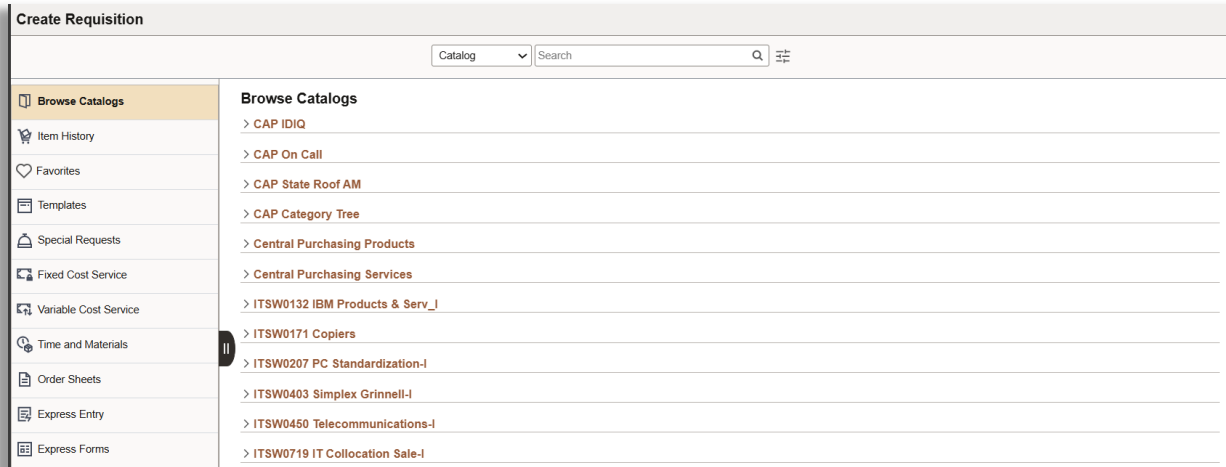 Create Requisition
Catalog
Search
Browse Catalogs
Item History
Favorites
Templates
Special Requests
Fixed Cost Service
Variable Cost Service
Time and Materials
Order Sheets
Express Entry
Express Forms
Browse Catalogs
CAP IDIQ
CAP On Call
CAP State Roof AM
CAP Category Tree
Central Purchasing Products
Central Purchasing Services
ITSW0132 IBM Products & Serv_I
ITSW0171 Copiers
ITSW0207 PC Standardization-I
ITSW0403 Simplex Grinnell-I
ITSW0450 Telecommunications-I
ITSW0719 IT Collocation Sale-I